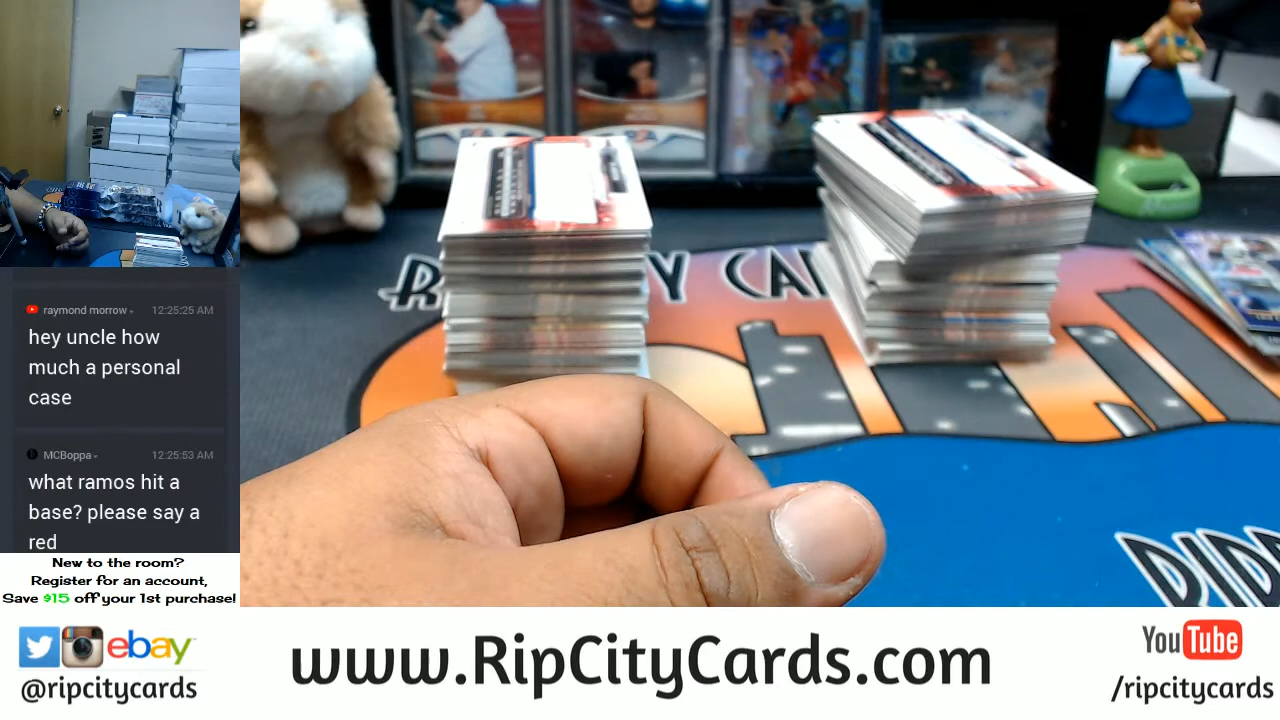 raymond morrow
12:25:25 AM
hey uncle how
much a personal
case
MCBoppa
12:25:53 AM
what ramos hit a
base? please say a
red
New to the room?
Register for an account,
Save $15 off your 1st purchase!
ebay
@ripcitycards
www.RipCityCards.com
YouTube
/ripcitycards